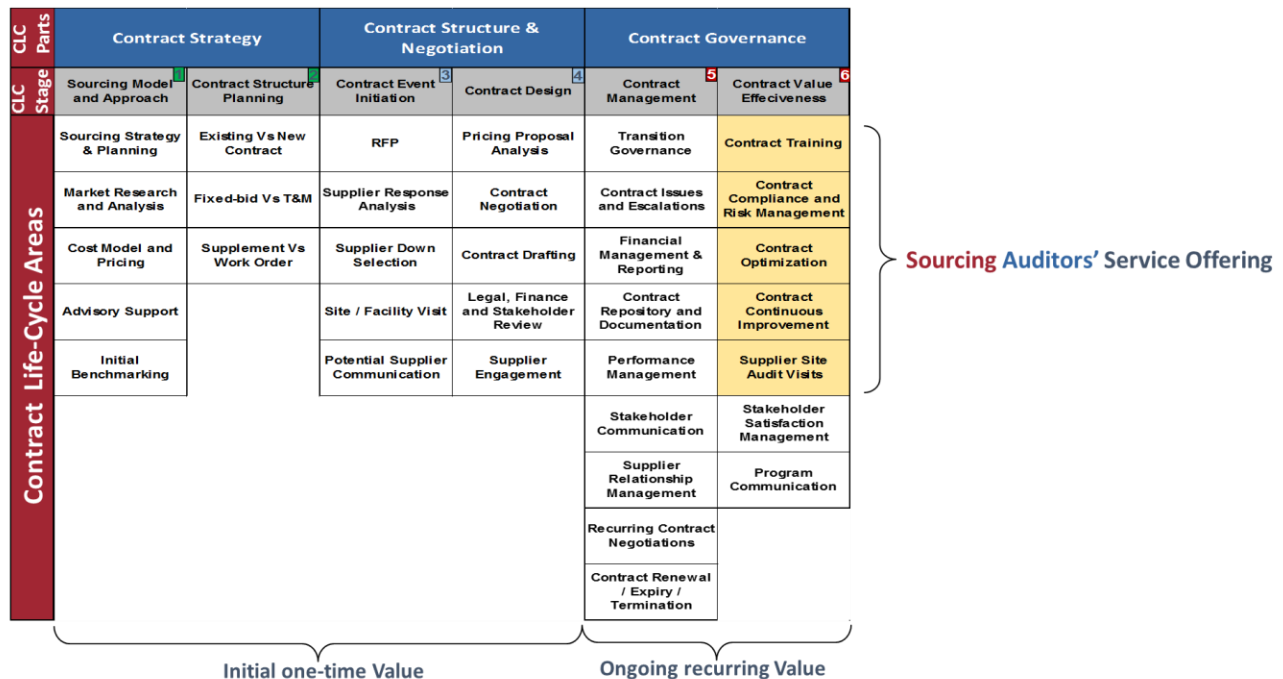 CLC
Parts
Contract Strategy
Contract Structure &
Negotiation
Contract Governance
CLC
Stage
Sourcing Model
and Approach
1
Contract Structure
Planning
2
Contract Event
Initiation
3
Contract Design
4
Contract
Management
5
Contract Value
Effeciveness
6
Contract Life-Cycle Areas
Sourcing Strategy
& Planning
Existing Vs New
Contract
RFP
Pricing Proposal
Analysis
Transition
Governance
Contract Training
Market Research
and Analysis
Fixed-bid Vs T&M
Supplier Response
Analysis
Contract
Negotiation
Contract Issues
and Escalations
Contract
Compliance and
Risk Management
Cost Model and
Pricing
Supplement Vs
Work Order
Supplier Down
Selection
Contract Drafting
Financial
Management &
Reporting
Contract
Optimization
Sourcing Auditors’ Service Offering
Advisory Support
Site / Facility Visit
Legal, Finance
and Stakeholder
Review
Contract
Repository and
Documentation
Contract
Continuous
Improvement
Initial
Benchmarking
Potential Supplier
Communication
Supplier
Engagement
Performance
Management
Supplier Site
Audit Visits
Stakeholder
Communication
Stakeholder
Satisfaction
Management
Supplier
Relationship
Management
Program
Communication
Recurring Contract
Negotiations
Contract Renewal
/ Expiry /
Termination
Initial one-time Value
Ongoing recurring Value